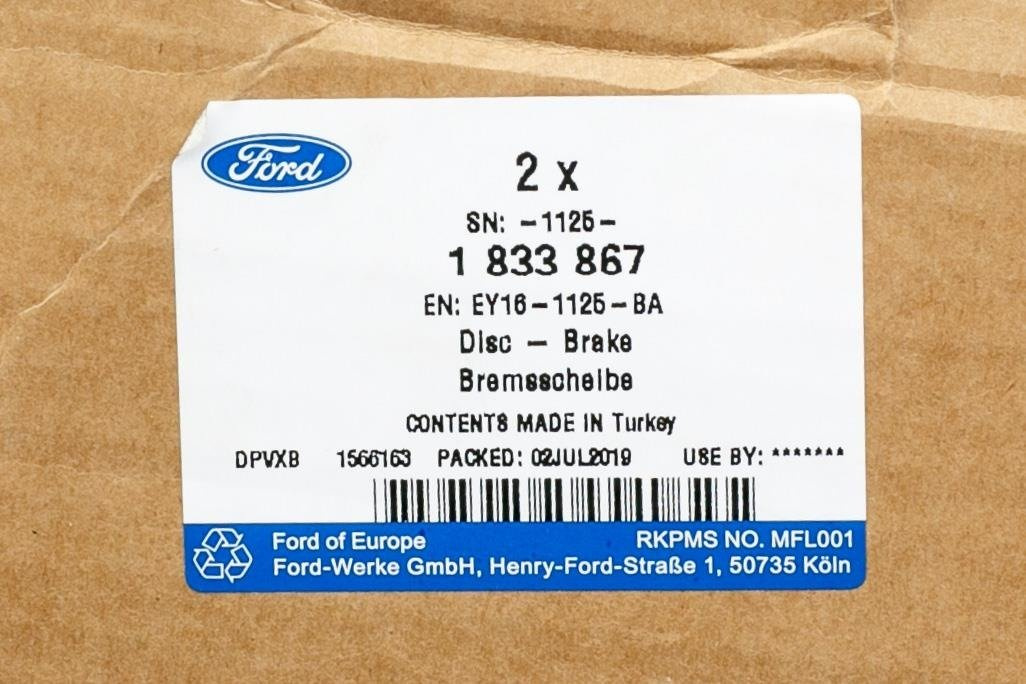 Ford
2 x
SN: -1125-
1 833 867
EN: EY16-1125-BA
Disc - Brake
Bremsscheibe
CONTENTS MADE IN Turkey
DPVXB 1566163 PACKED: 02JUL2019 USE BY: *******
Ford of Europe RKPMS NO. MFL001
Ford-Werke GmbH, Henry-Ford-Straße 1, 50735 Köln